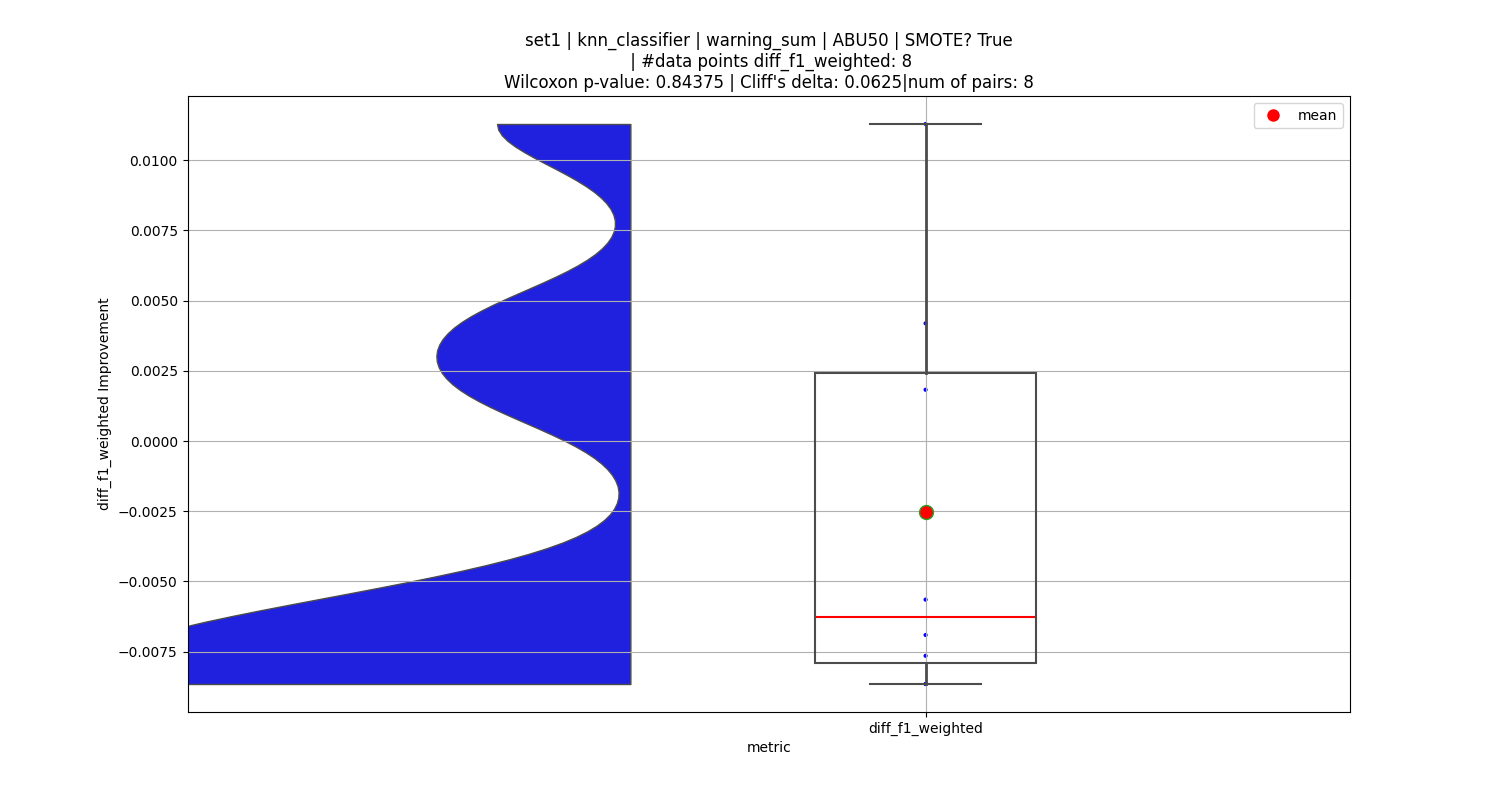 set1 | knn_classifier | warning_sum | ABU50 | SMOTE? True
| #data points diff_f1_weighted: 8
Wilcoxon p-value: 0.84375 | Cliff's delta: 0.0625|num of pairs: 8
mean
0.0100
0.0075
0.0050
0.0025
0.0000
−0.0025
−0.0050
−0.0075
diff_f1_weighted Improvement
diff_f1_weighted
metric